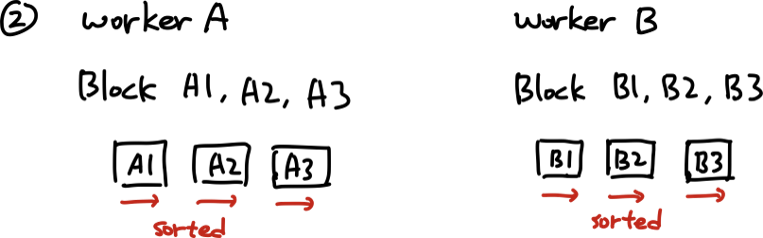 ② worker A
Block A1, A2, A3
A1 A2 A3
sorted
worker B
Block B1, B2, B3
B1 B2 B3
sorted